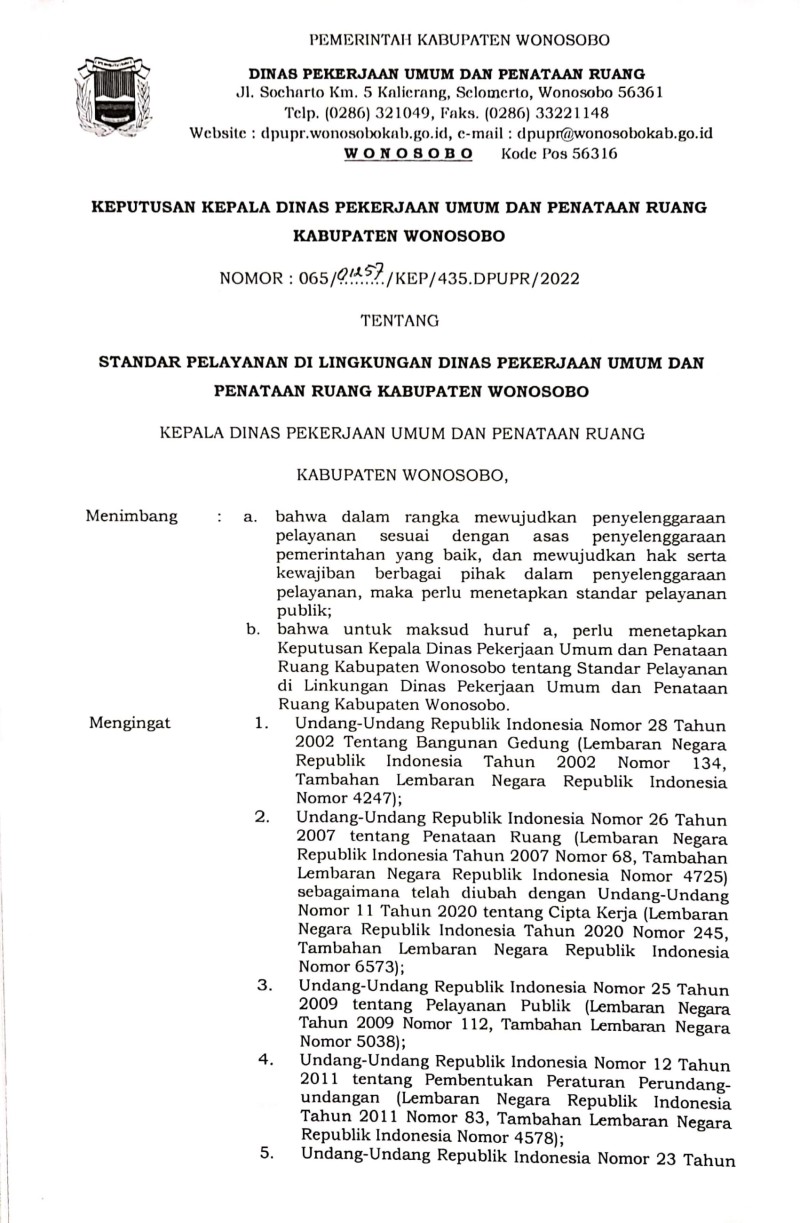 PEMERINTAH KABUPATEN WONOSOBO
DINAS PEKERJAAN UMUM DAN PENATAAN RUANG
Jl. Soeharto Km. 5 Kalierang, Selomerto, Wonosobo 56361
Telp. (0286) 321049, Faks. (0286) 33221148
Website : dpupr.wonosobokab.go.id, e-mail : dpupr@wonosobokab.go.id
W O N O S O B O Kode Pos 56316
KEPUTUSAN KEPALA DINAS PEKERJAAN UMUM DAN PENATAAN RUANG
KABUPATEN WONOSOBO
NOMOR : 065/01257/KEP/435.DPUPR/2022
TENTANG
STANDAR PELAYANAN DI LINGKUNGAN DINAS PEKERJAAN UMUM DAN
PENATAAN RUANG KABUPATEN WONOSOBO
KEPALA DINAS PEKERJAAN UMUM DAN PENATAAN RUANG
KABUPATEN WONOSOBO,
Menimbang : a. bahwa dalam rangka mewujudkan penyelenggaraan
pelayanan sesuai dengan asas penyelenggaraan
pemerintahan yang baik, dan mewujudkan hak serta
kewajiban berbagai pihak dalam penyelenggaraan
pelayanan, maka perlu menetapkan standar pelayanan
publik;
b. bahwa untuk maksud huruf a, perlu menetapkan
Keputusan Kepala Dinas Pekerjaan Umum dan Penataan
Ruang Kabupaten Wonosobo tentang Standar Pelayanan
di Linkungan Dinas Pekerjaan Umum dan Penataan
Ruang Kabupaten Wonosobo.
Mengingat 1. Undang-Undang Republik Indonesia Nomor 28 Tahun
2002 Tentang Bangunan Gedung (Lembaran Negara
Republik Indonesia Tahun 2002 Nomor 134,
Tambahan Lembaran Negara Republik Indonesia
Nomor 4247);
2. Undang-Undang Republik Indonesia Nomor 26 Tahun
2007 tentang Penataan Ruang (Lembaran Negara
Republik Indonesia Tahun 2007 Nomor 68, Tambahan
Lembaran Negara Republik Indonesia Nomor 4725)
sebagaimana telah diubah dengan Undang-Undang
Nomor 11 Tahun 2020 tentang Cipta Kerja (Lembaran
Negara Republik Indonesia Tahun 2020 Nomor 245,
Tambahan Lembaran Negara Republik Indonesia
Nomor 6573);
3. Undang-Undang Republik Indonesia Nomor 25 Tahun
2009 tentang Pelayanan Publik (Lembaran Negara
Tahun 2009 Nomor 112, Tambahan Lembaran Negara
Nomor 5038);
4. Undang-Undang Republik Indonesia Nomor 12 Tahun
2011 tentang Pembentukan Peraturan Perundang-
undangan (Lembaran Negara Republik Indonesia
Tahun 2011 Nomor 83, Tambahan Lembaran Negara
Republik Indonesia Nomor 4578);
5. Undang-Undang Republik Indonesia Nomor 23 Tahun